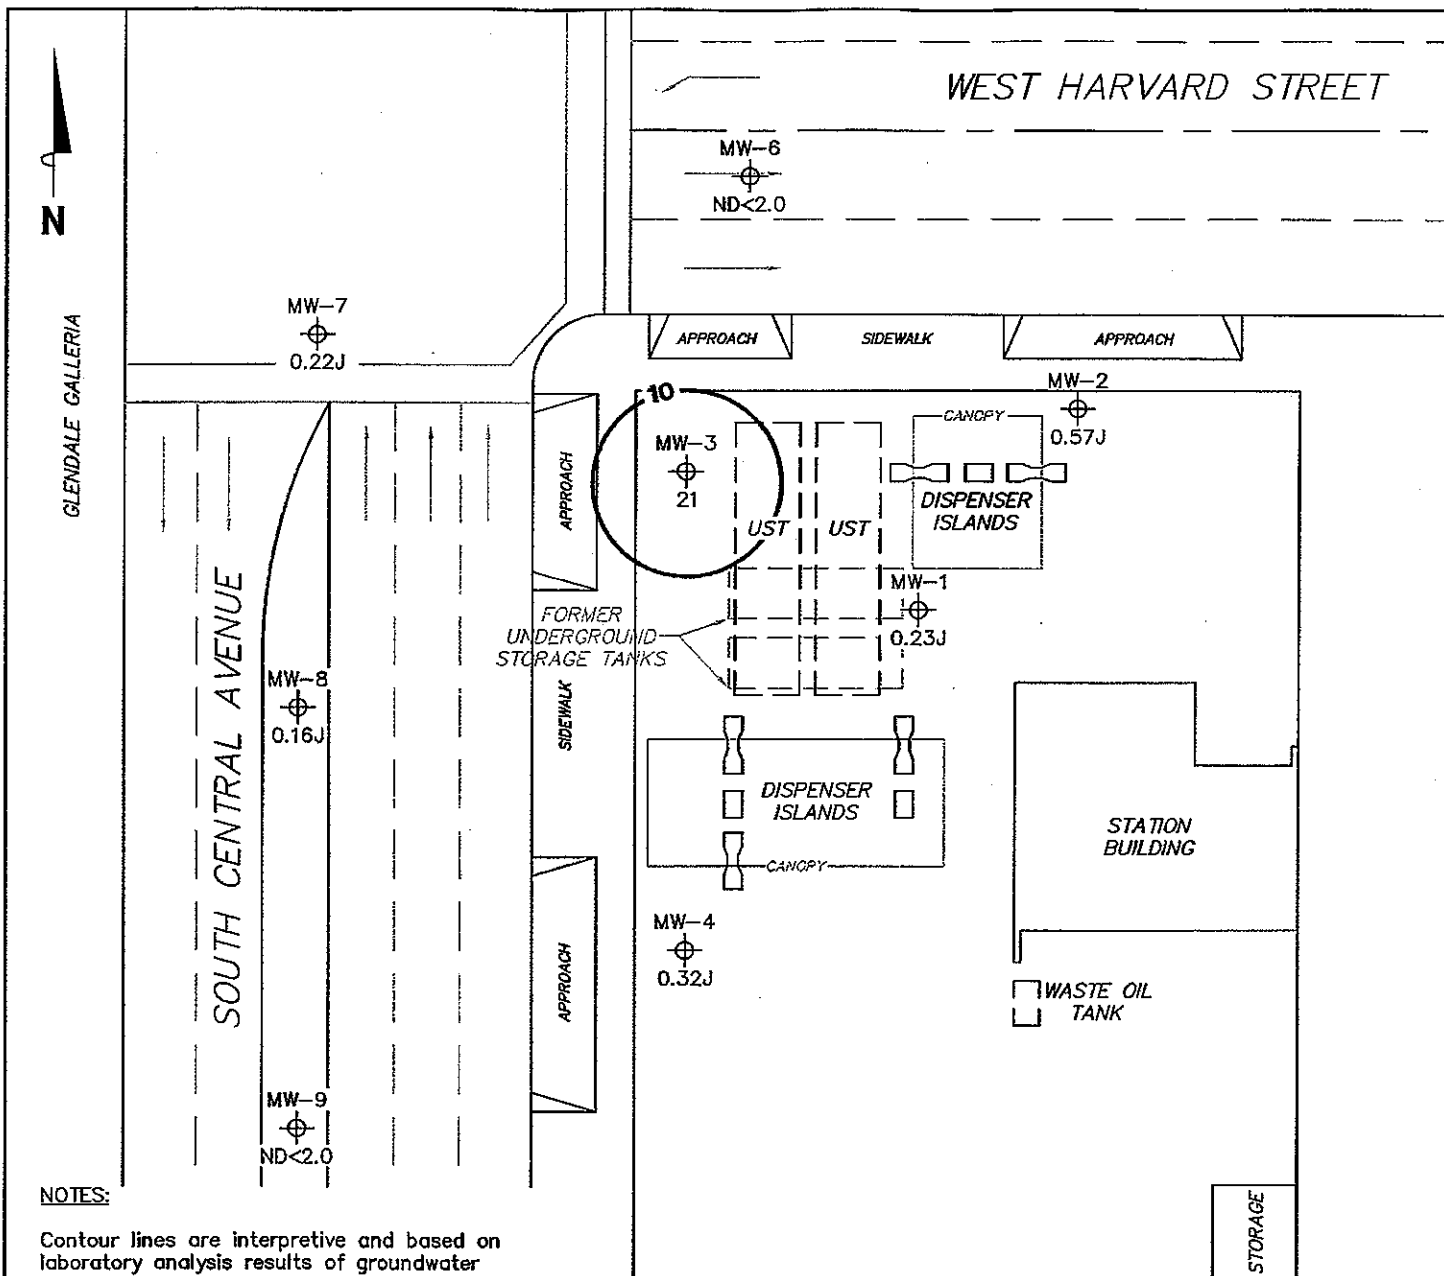 WEST HARVARD STREET
MW-6
ND<2.0
N
MW-7
0.22J
GLENDALE GALLERIA
APPROACH
SIDEWALK
APPROACH
MW-2
0.57J
10
MW-3
21
CANOPY
DISPENSER
ISLANDS
APPROACH
UST
UST
MW-1
0.23J
FORMER
UNDERGROUND
STORAGE TANKS
SOUTH CENTRAL AVENUE
MW-8
0.16J
SIDEWALK
DISPENSER
ISLANDS
CANOPY
STATION
BUILDING
MW-4
0.32J
APPROACH
WASTE OIL
TANK
MW-9
ND<2.0
NOTES:
Contour lines are interpretive and based on
laboratory analysis results of groundwater
STORAGE